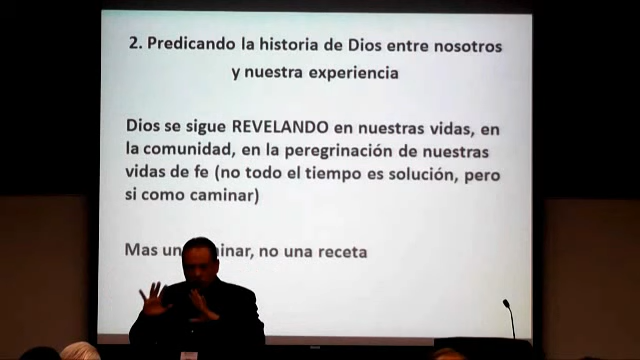 2. Predicando la historia de Dios entre nosotros
y nuestra experiencia
Dios se sigue REVELANDO en nuestras vidas, en
la comunidad, en la peregrinación de nuestras
vidas de fe (no todo el tiempo es solución, pero
si como caminar)
Mas un inar, no una receta